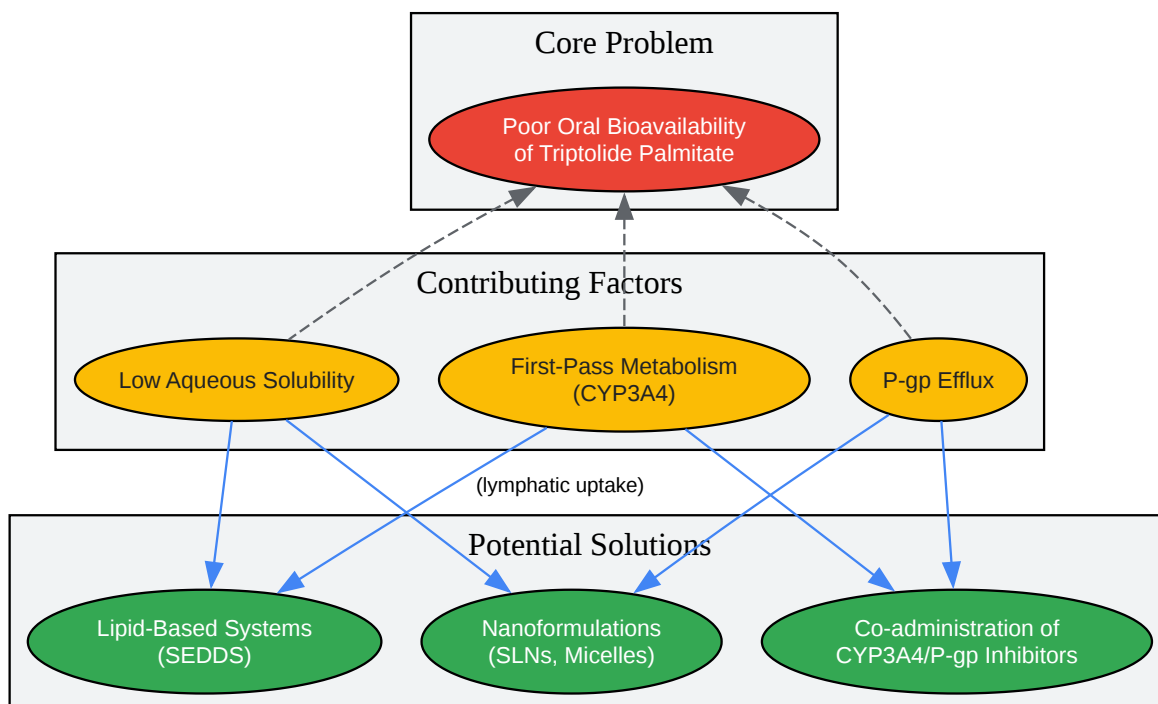 Core Problem
Poor Oral Bioavailability
of Triptolide Palmitate
Contributing Factors
Low Aqueous Solubility
First-Pass Metabolism
(CYP3A4)
P-gp Efflux
(lymphatic uptake)
Potential Solutions
Lipid-Based Systems
(SEDDS)
Nanoformulations
(SLNs, Micelles)
Co-administration of
CYP3A4/P-gp Inhibitors